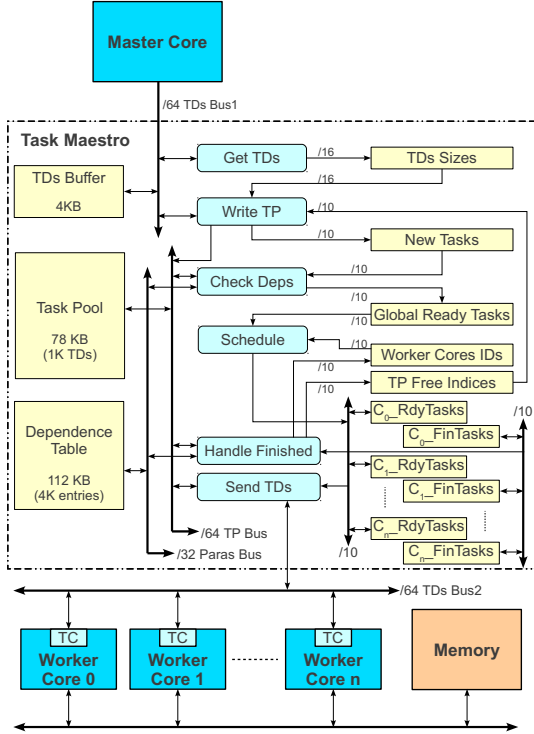 Master Core
/64 TDs Bus1
Task Maestro
Get TDs
/16
TDs Sizes
TDs Buffer
4KB
/16
Write TP
/10
/10
New Tasks
/10
Check Deps
Task Pool
78 KB
(1K TDs)
/10
Global Ready Tasks
/10
Schedule
/10
Worker Cores IDs
/10
TP Free Indices
/10
C0_RdyTasks
/10
C0_FinTasks
Dependence
Table
112 KB
(4K entries)
Handle Finished
C1_RdyTasks
Send TDs
C1_FinTasks
Cn_RdyTasks
/64 TP Bus
/10
Cn_FinTasks
/32 Paras Bus
/64 TDs Bus2
TC
Worker
Core 0
TC
Worker
Core 1
TC
Worker
Core n
Memory